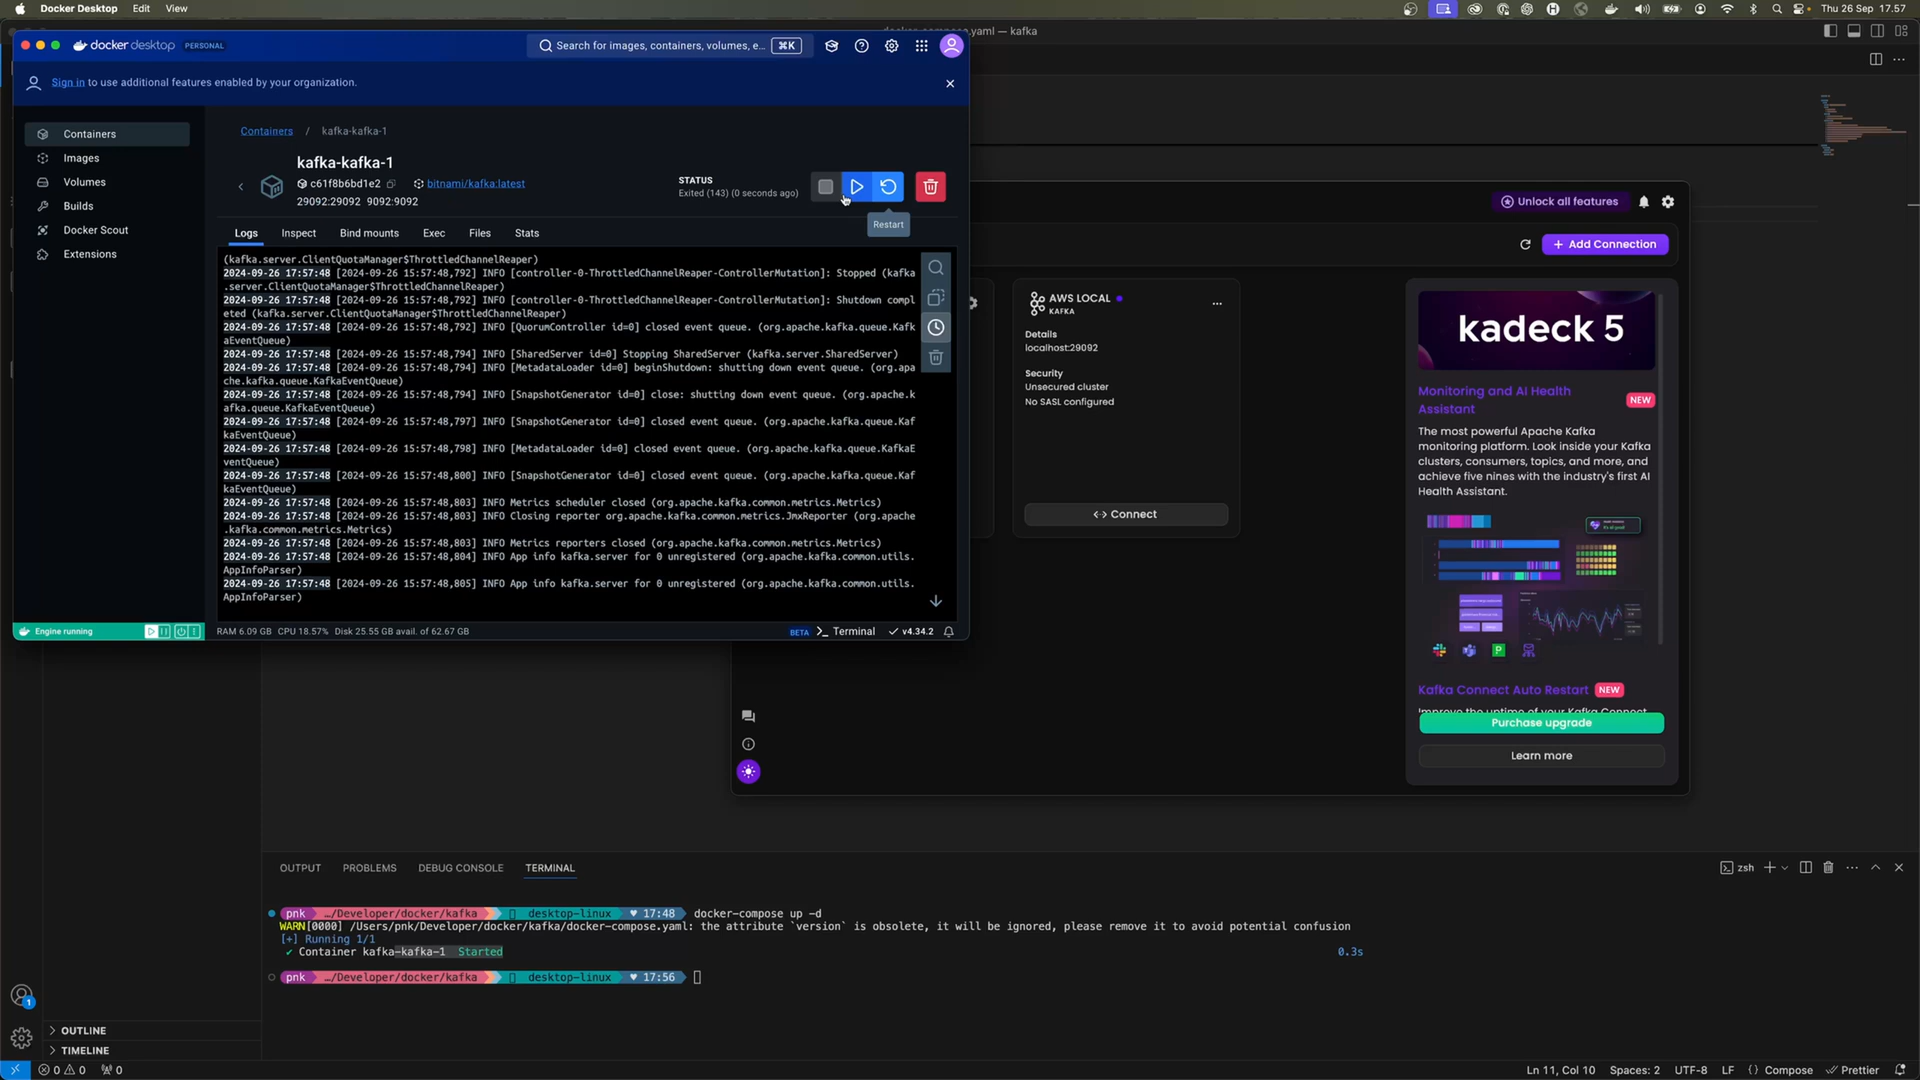 Docker Desktop Edit View
Thu 26 Sep 17.57
docker desktop PERSONAL
Search for images, containers, volumes, e... ⌘K
.yaml — kafka
Sign in to use additional features enabled by your organization.
Containers
Images
Volumes
Builds
Docker Scout
Extensions
Containers / kafka-kafka-1
kafka-kafka-1
c61f8b6bd1e2 bitnami/kafka:latest
29092:29092 9092:9092
STATUS
Exited (143) (0 seconds ago)
Restart
Logs Inspect Bind mounts Exec Files Stats
(kafka.server.ClientQuotaManager$ThrottledChannelReaper)
2024-09-26 17:57:48 [2024-09-26 15:57:48,792] INFO [controller-0-ThrottledChannelReaper-ControllerMutation]: Stopped (kafka
.server.ClientQuotaManager$ThrottledChannelReaper)
2024-09-26 17:57:48 [2024-09-26 15:57:48,792] INFO [controller-0-ThrottledChannelReaper-ControllerMutation]: Shutdown compl
eted (kafka.server.ClientQuotaManager$ThrottledChannelReaper)
2024-09-26 17:57:48 [2024-09-26 15:57:48,792] INFO [QuorumController id=0] closed event queue. (org.apache.kafka.queue.Kafk
aEventQueue)
2024-09-26 17:57:48 [2024-09-26 15:57:48,794] INFO [SharedServer id=0] Stopping SharedServer (kafka.server.SharedServer)
2024-09-26 17:57:48 [2024-09-26 15:57:48,794] INFO [MetadataLoader id=0] beginShutdown: shutting down event queue. (org.apa
che.kafka.queue.KafkaEventQueue)
2024-09-26 17:57:48 [2024-09-26 15:57:48,794] INFO [SnapshotGenerator id=0] close: shutting down event queue. (org.apache.k
afka.queue.KafkaEventQueue)
2024-09-26 17:57:48 [2024-09-26 15:57:48,797] INFO [SnapshotGenerator id=0] closed event queue. (org.apache.kafka.queue.Kaf
kaEventQueue)
2024-09-26 17:57:48 [2024-09-26 15:57:48,798] INFO [MetadataLoader id=0] closed event queue. (org.apache.kafka.queue.KafkaE
ventQueue)
2024-09-26 17:57:48 [2024-09-26 15:57:48,800] INFO [SnapshotGenerator id=0] closed event queue. (org.apache.kafka.queue.Kaf
kaEventQueue)
2024-09-26 17:57:48 [2024-09-26 15:57:48,803] INFO Metrics scheduler closed (org.apache.kafka.common.metrics.Metrics)
2024-09-26 17:57:48 [2024-09-26 15:57:48,803] INFO Closing reporter org.apache.kafka.common.metrics.JmxReporter (org.apache
.kafka.common.metrics.Metrics)
2024-09-26 17:57:48 [2024-09-26 15:57:48,803] INFO Metrics reporters closed (org.apache.kafka.common.metrics.Metrics)
2024-09-26 17:57:48 [2024-09-26 15:57:48,804] INFO App info kafka.server for 0 unregistered (org.apache.kafka.common.utils.
AppInfoParser)
2024-09-26 17:57:48 [2024-09-26 15:57:48,805] INFO App info kafka.server for 0 unregistered (org.apache.kafka.common.utils.
AppInfoParser)
Engine running
RAM 6.09 GB CPU 18.57% Disk 25.55 GB avail. of 62.67 GB
BETA Terminal v4.34.2
Unlock all features
+ Add Connection
AWS LOCAL
KAFKA
Details
localhost:29092
Security
Unsecured cluster
No SASL configured
Connect
kadeck 5
Monitoring and AI Health
Assistant
NEW
The most powerful Apache Kafka
monitoring platform. Look inside your Kafka
clusters, consumers, topics, and more, and
achieve five nines with the industry's first AI
Health Assistant.
Kafka Connect Auto Restart NEW
Improve the uptime of your Kafka Connect
Purchase upgrade
Learn more
OUTPUT PROBLEMS DEBUG CONSOLE TERMINAL
zsh
pnk …/Developer/docker/kafka desktop-linux ♥ 17:48 docker-compose up -d
WARN[0000] /Users/pnk/Developer/docker/kafka/docker-compose.yaml: the attribute `version` is obsolete, it will be ignored, please remove it to avoid potential confusion
[+] Running 1/1
✔ Container kafka-kafka-1 Started 0.3s
pnk …/Developer/docker/kafka desktop-linux ♥ 17:56
1
OUTLINE
TIMELINE
0 0 0
Ln 11, Col 10 Spaces: 2 UTF-8 LF {} Compose Prettier